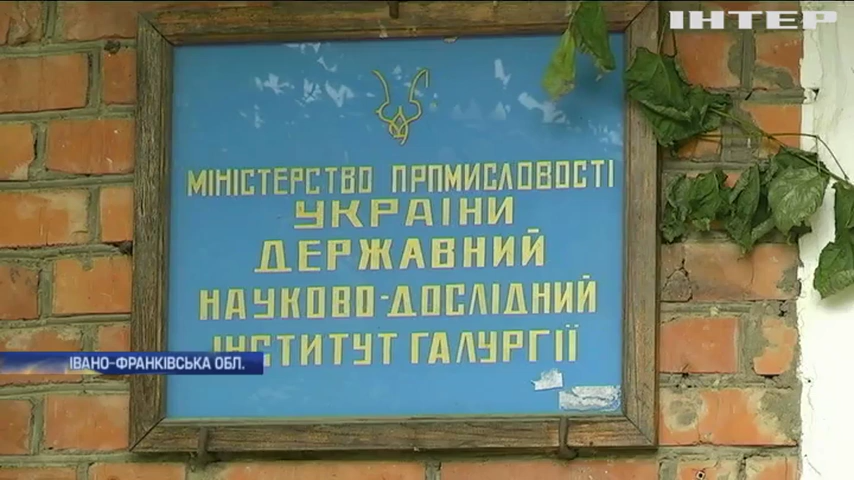 ІНТЕР
МІНІСТЕРСТВО ПРОМИСЛОВОСТІ
УКРАЇНИ
ДЕРЖАВНИЙ
НАУКОВО-ДОСЛІДНИЙ
ІНСТИТУТ ГАЛУРГІЇ
ІВАНО-ФРАНКІВСЬКА ОБЛ.